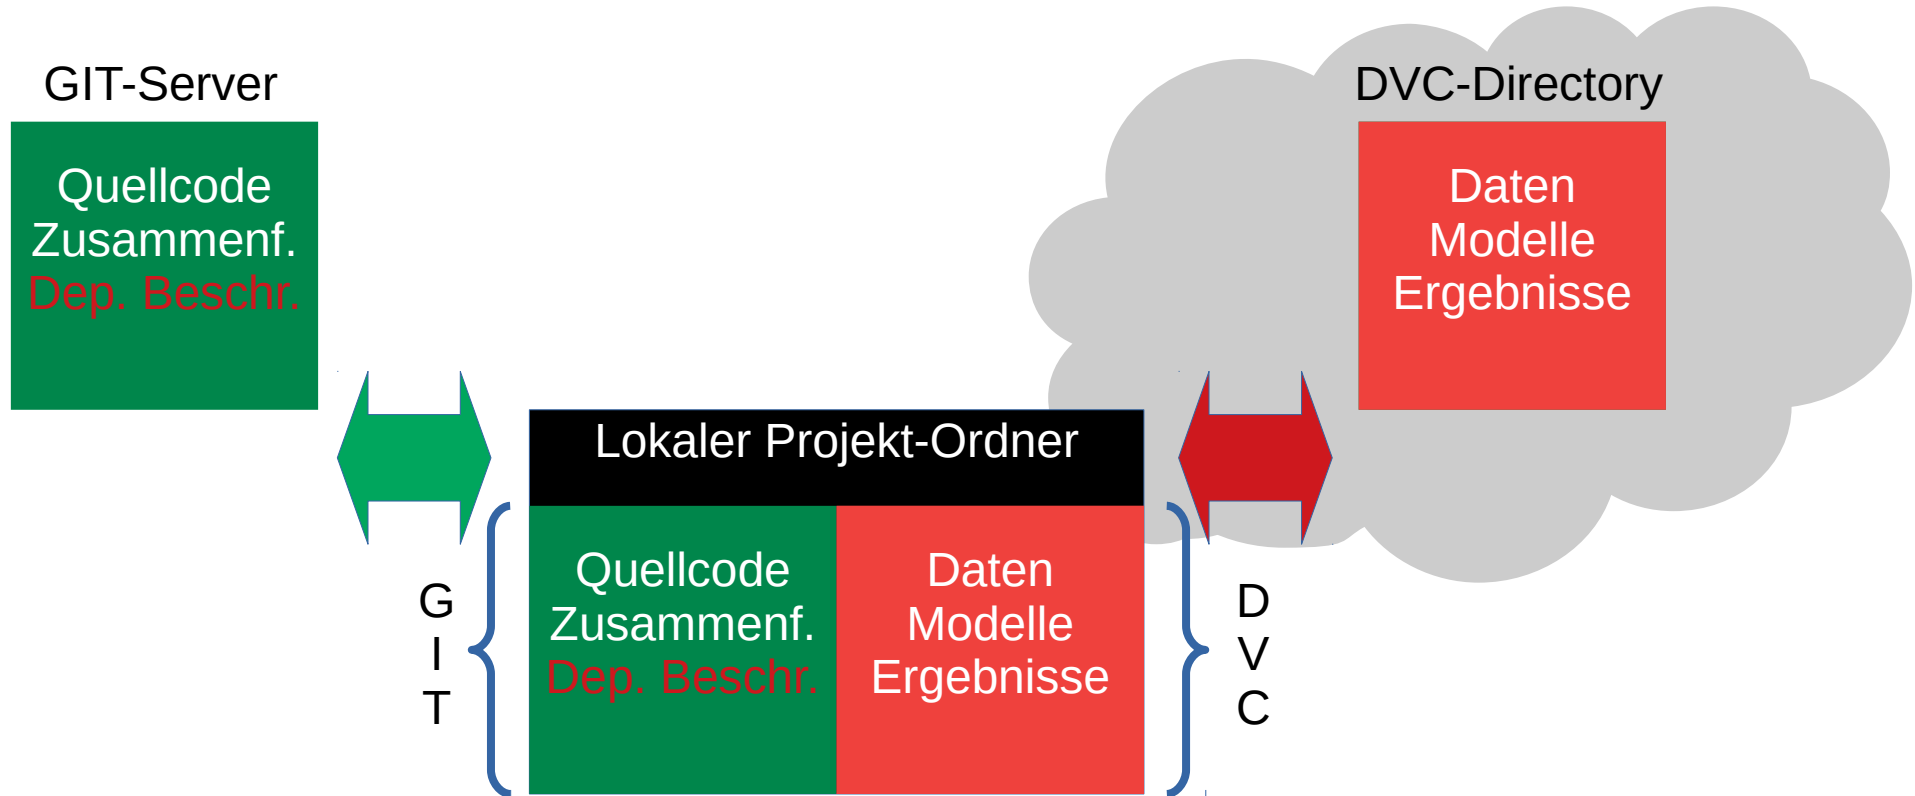 GIT-Server
Quellcode
Zusammenf.
Dep. Beschr.
DVC-Directory
Daten
Modelle
Ergebnisse
Lokaler Projekt-Ordner
G
I
T
Quellcode
Zusammenf.
Dep. Beschr.
Daten
Modelle
Ergebnisse
D
V
C